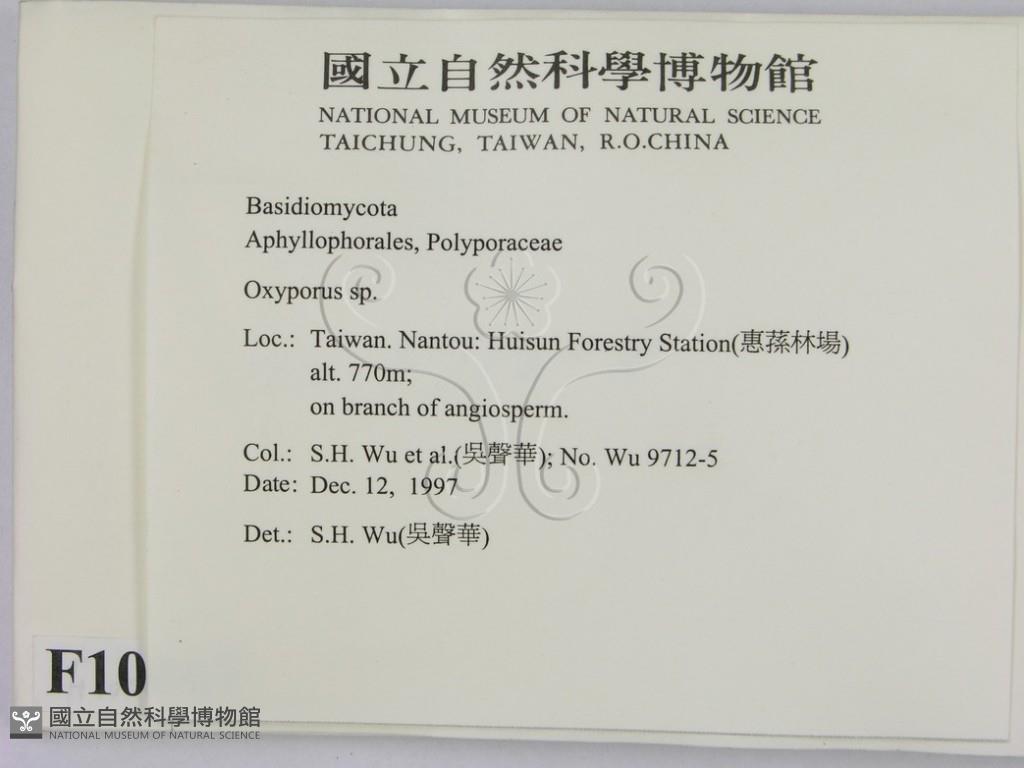 國立自然科學博物館
NATIONAL MUSEUM OF NATURAL SCIENCE
TAICHUNG, TAIWAN, R.O.CHINA
Basidiomycota
Aphyllophorales, Polyporaceae
Oxyporus sp.
Loc.: Taiwan. Nantou: Huisun Forestry Station(惠蓀林場)
alt. 770m;
on branch of angiosperm.
Col.: S.H. Wu et al.(吳聲華); No. Wu 9712-5
Date: Dec. 12, 1997
Det.: S.H. Wu(吳聲華)
F10
國立自然科學博物館
NATIONAL MUSEUM OF NATURAL SCIENCE